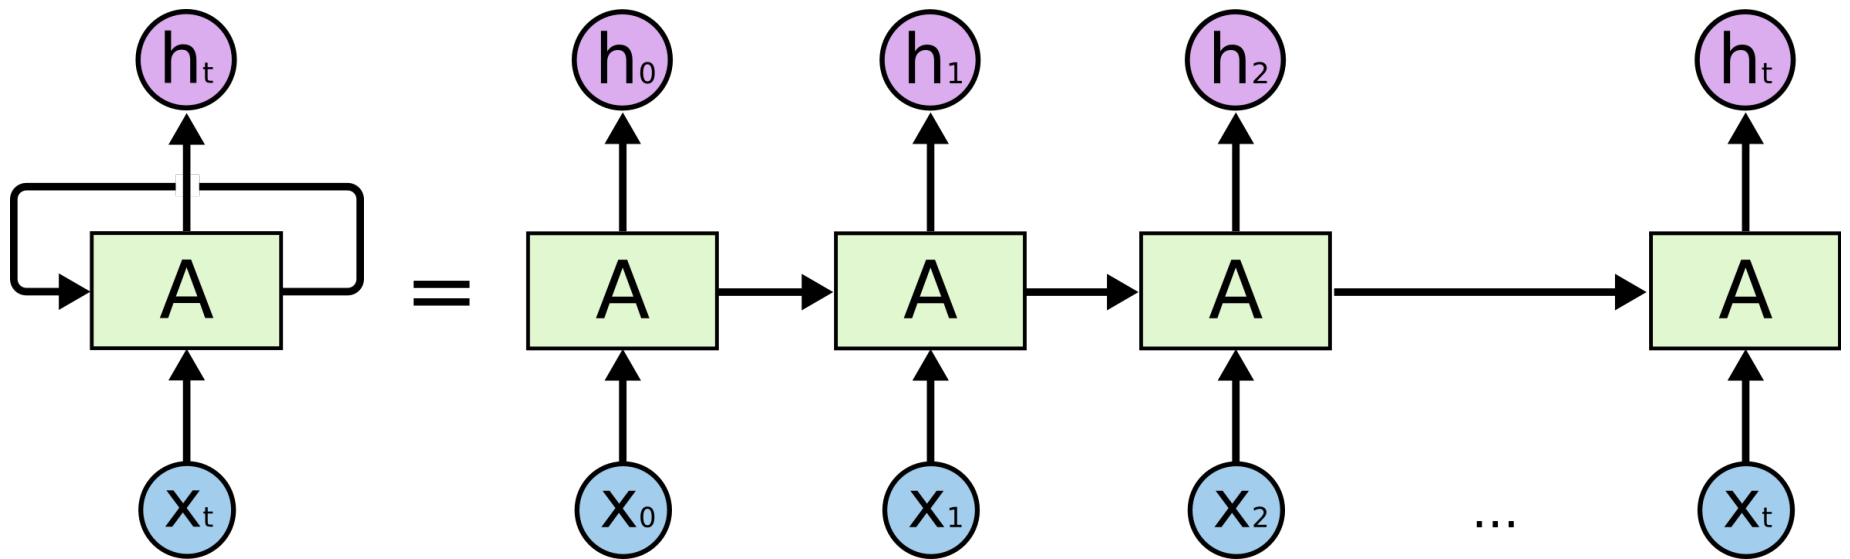 hₜ h₀ h₁ h₂ hₜ
A = A A A A
xₜ x₀ x₁ x₂ ... xₜ